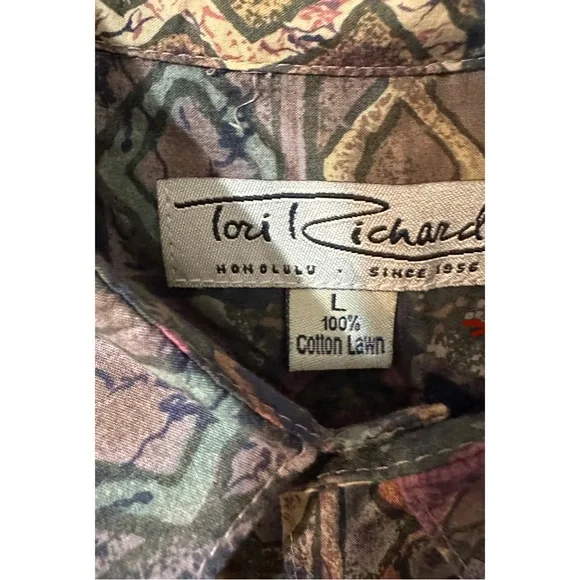 Tori Richard
HONOLULU · SINCE 1956
L
100%
Cotton Lawn